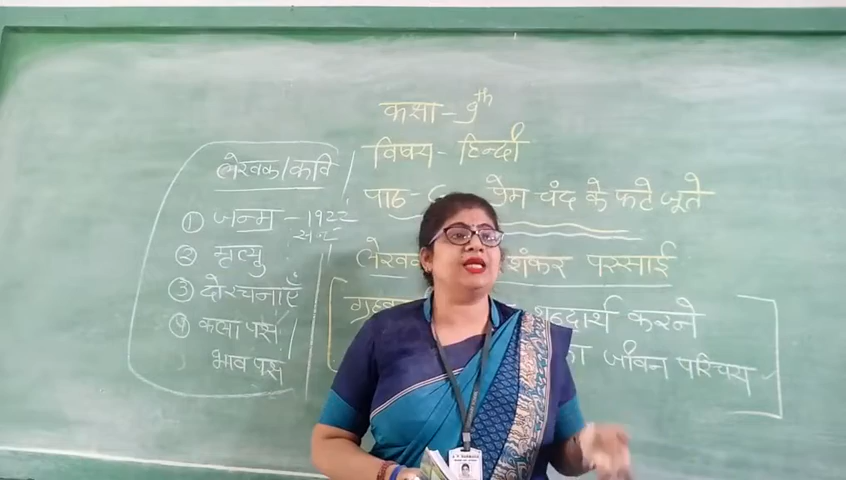 कक्षा - 9th
विषय - हिन्दी
पाठ - प्रेम चंद के फटे जूते
लेखक शंकर परसाई
शब्दार्थ करने
का जीवन परिचय
लेखक/कवि
① जन्म - 1922
② मृत्यु
③ दो रचनाएँ
④ कला पक्ष
भाव पक्ष